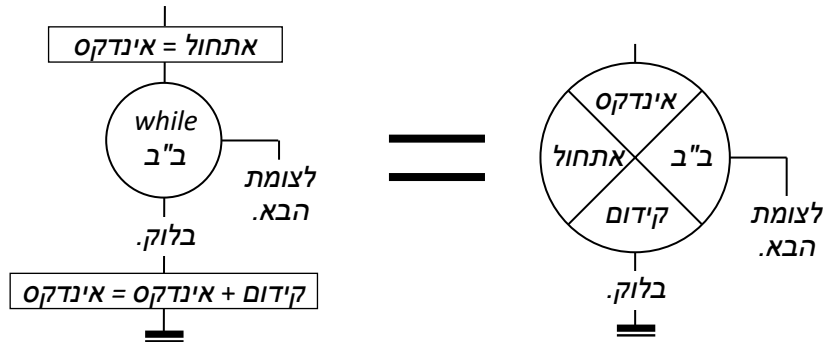 אינדקס = אתחול
while
ב"ב
לצומת
הבא.
בלוק.
אינדקס = אינדקס + קידום
אינדקס
אתחול
ב"ב
קידום
לצומת
הבא.
בלוק.